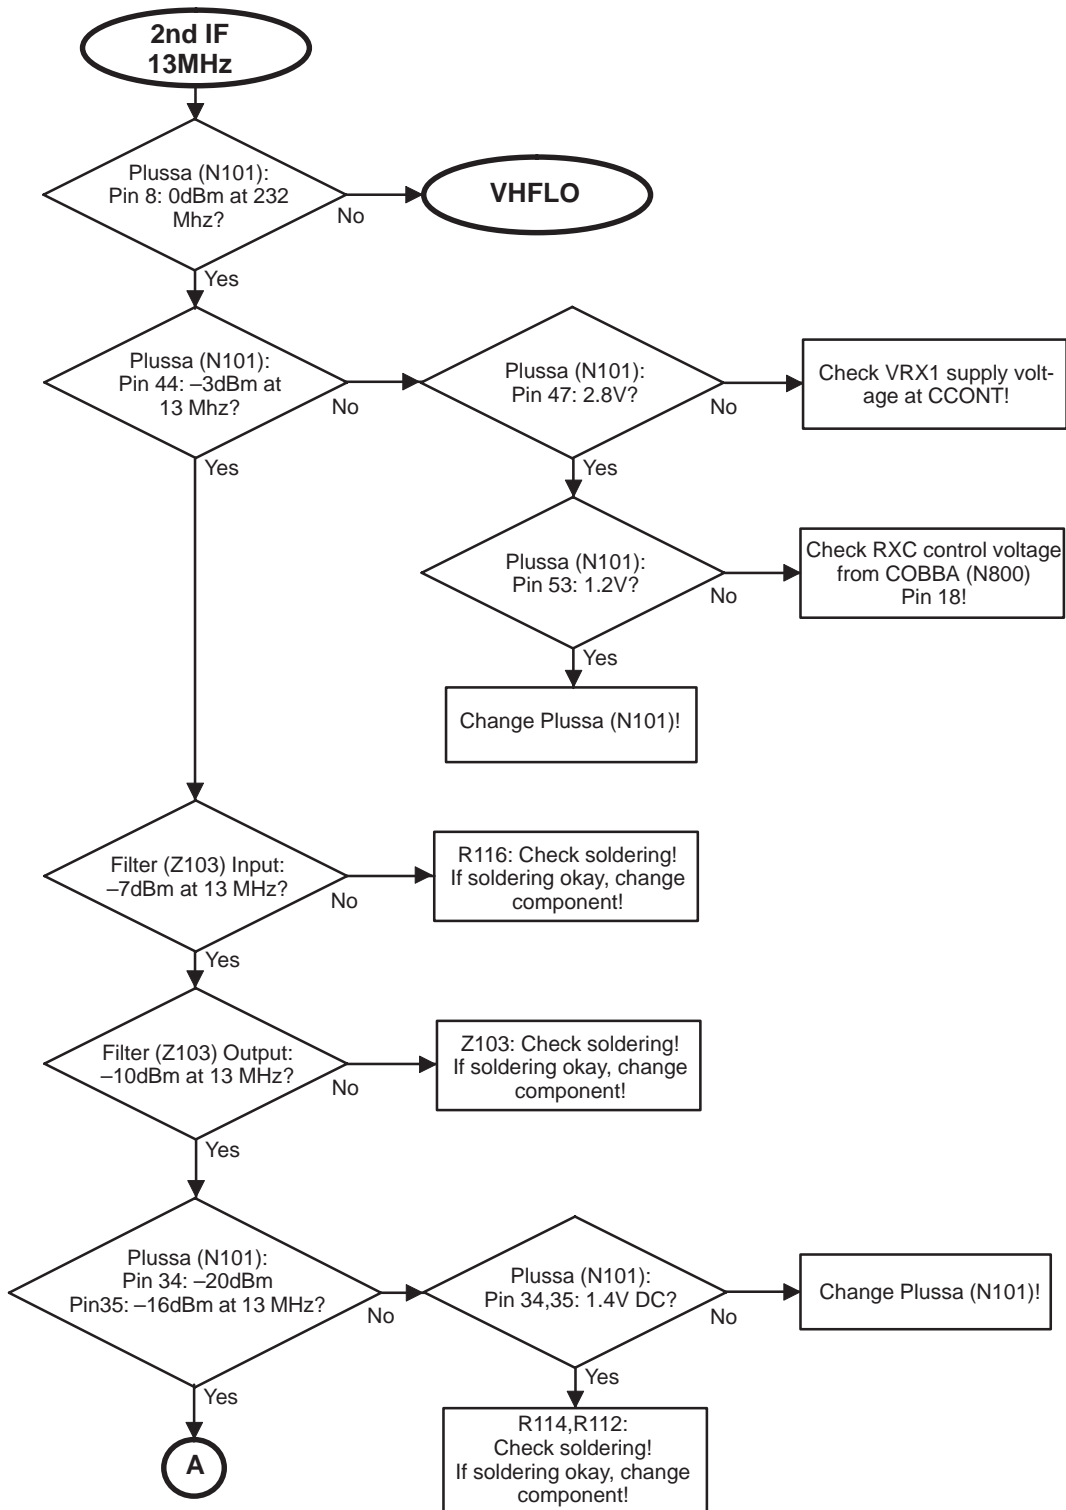 2nd IF
13MHz
Plussa (N101):
Pin 8: 0dBm at 232
Mhz?
No
VHFLO
Yes
Plussa (N101):
Pin 44: –3dBm at
13 Mhz?
No
Plussa (N101):
Pin 47: 2.8V?
No
Check VRX1 supply volt-
age at CCONT!
Yes
Yes
Plussa (N101):
Pin 53: 1.2V?
No
Check RXC control voltage
from COBBA (N800)
Pin 18!
Yes
Change Plussa (N101)!
Filter (Z103) Input:
–7dBm at 13 MHz?
No
R116: Check soldering!
If soldering okay, change
component!
Yes
Filter (Z103) Output:
–10dBm at 13 MHz?
No
Z103: Check soldering!
If soldering okay, change
component!
Yes
Plussa (N101):
Pin 34: –20dBm
Pin35: –16dBm at 13 MHz?
No
Plussa (N101):
Pin 34,35: 1.4V DC?
No
Change Plussa (N101)!
Yes
Yes
A
R114,R112:
Check soldering!
If soldering okay, change
component!